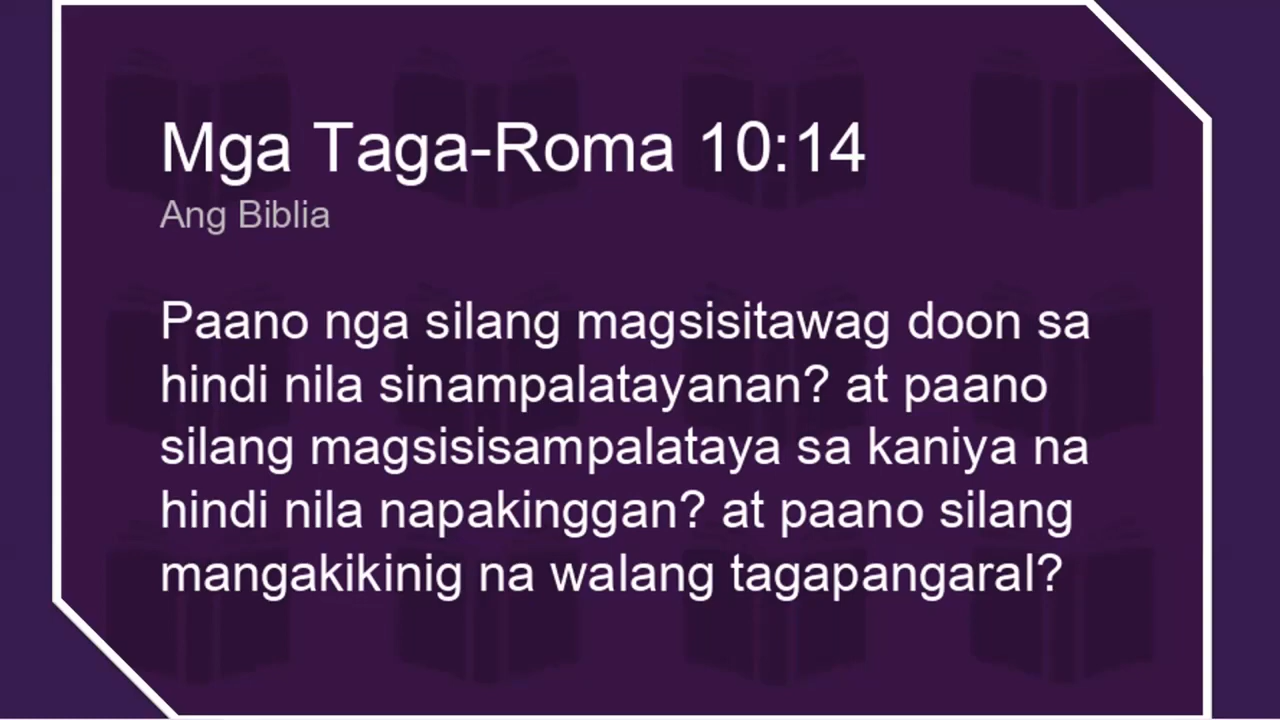 Mga Taga-Roma 10:14
Ang Biblia
Paano nga silang magsisitawag doon sa
hindi nila sinampalatayanan? at paano
silang magsisisampalataya sa kaniya na
hindi nila napakinggan? at paano silang
mangakikinig na walang tagapangaral?